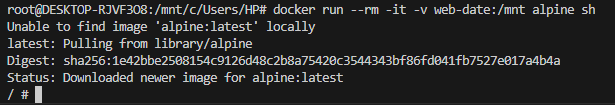 root@DESKTOP-RJVF3O8:/mnt/c/Users/HP# docker run --rm -it -v web-date:/mnt alpine sh
Unable to find image 'alpine:latest' locally
latest: Pulling from library/alpine
Digest: sha256:1e42bbe2508154c9126d48c2b8a75420c3544343bf86fd041fb7527e017a4b4a
Status: Downloaded newer image for alpine:latest
/ #